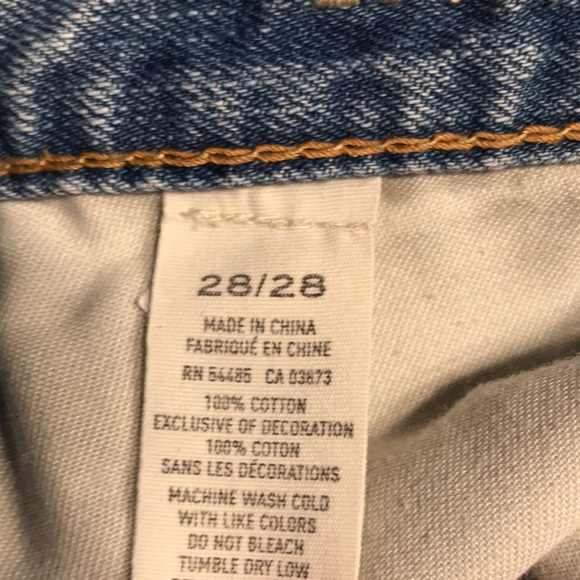 28/28
MADE IN CHINA
FABRIQUÉ EN CHINE
RN 54485 CA 03873
100% COTTON
EXCLUSIVE OF DECORATION
100% COTON
SANS LES DÉCORATIONS
MACHINE WASH COLD
WITH LIKE COLORS
DO NOT BLEACH
TUMBLE DRY LOW